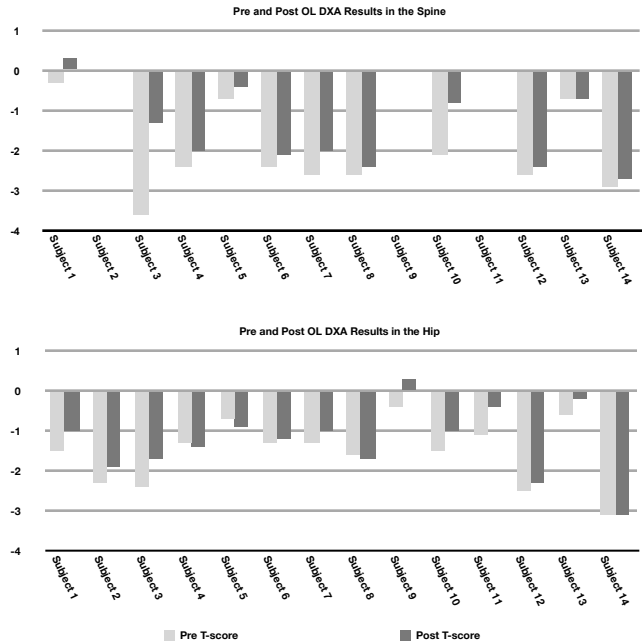 Pre and Post OL DXA Results in the Spine
1
0
-1
-2
-3
-4
Subject 1
Subject 2
Subject 3
Subject 4
Subject 5
Subject 6
Subject 7
Subject 8
Subject 9
Subject 10
Subject 11
Subject 12
Subject 13
Subject 14
Pre and Post OL DXA Results in the Hip
1
0
-1
-2
-3
-4
Subject 1
Subject 2
Subject 3
Subject 4
Subject 5
Subject 6
Subject 7
Subject 8
Subject 9
Subject 10
Subject 11
Subject 12
Subject 13
Subject 14
Pre T-score
Post T-score